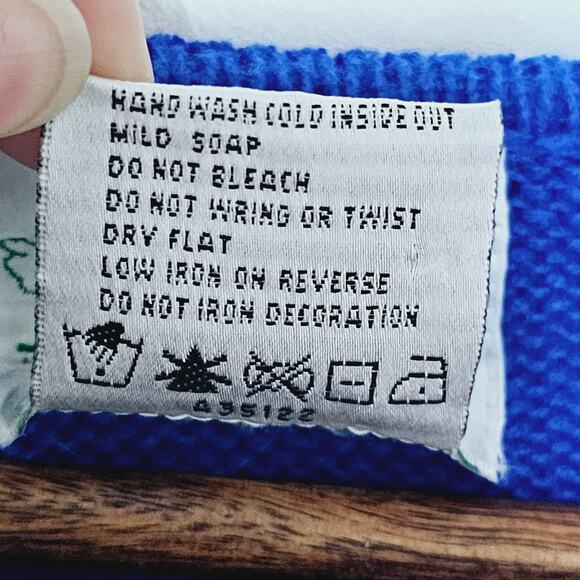 HAND WASH COLD INSIDE OUT
MILD SOAP
DO NOT BLEACH
DO NOT WRING OR TWIST
DRY FLAT
LOW IRON ON REVERSE
DO NOT IRON DECORATION
A35122